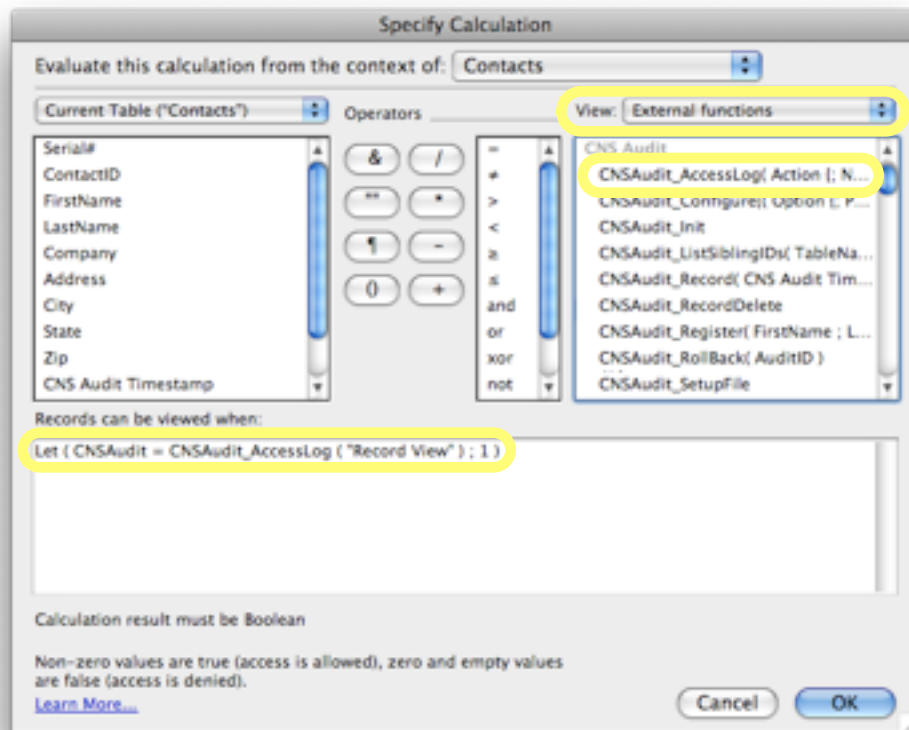 Specify Calculation
Evaluate this calculation from the context of: Contacts
Current Table ("Contacts")
Operators
View: External functions
Serial#
ContactID
FirstName
LastName
Company
Address
City
State
Zip
CNS Audit Timestamp
& /
"" *
¶ -
() +
=
≠
>
<
≥
≤
and
or
xor
not
CNS Audit
CNSAudit_AccessLog( Action {; N...
CNSAudit_Configure)( Option {; P...
CNSAudit_Init
CNSAudit_ListSiblingIDs( TableNa...
CNSAudit_Record( CNS Audit Tim...
CNSAudit_RecordDelete
CNSAudit_Register( FirstName ; L...
CNSAudit_RollBack( AuditID )
CNSAudit_SetupFile
Records can be viewed when:
Let ( CNSAudit = CNSAudit_AccessLog ( "Record View" ) ; 1 )
Calculation result must be Boolean
Non-zero values are true (access is allowed), zero and empty values
are false (access is denied).
Learn More...
Cancel
OK